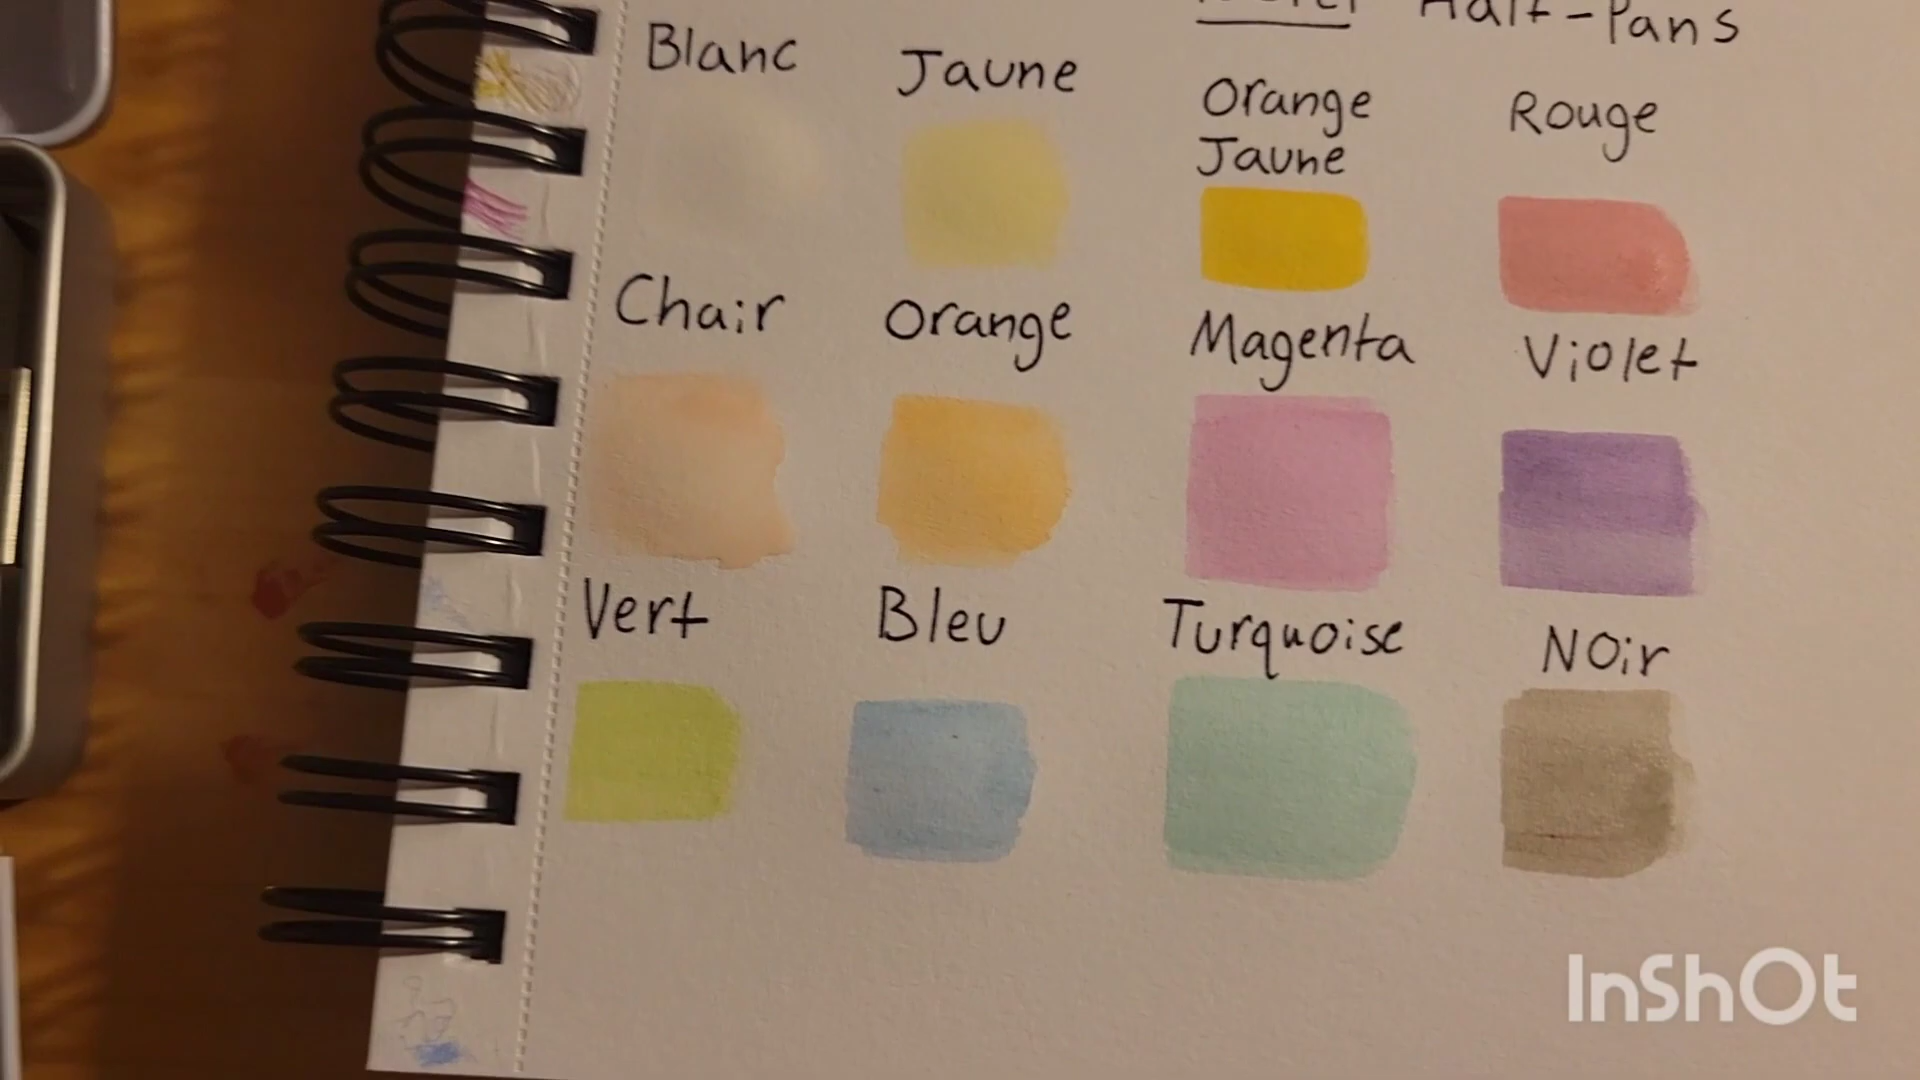 Half-Pans
Blanc
Jaune
Orange
Jaune
Rouge
Chair
Orange
Magenta
Violet
Vert
Bleu
Turquoise
Noir
InShOt